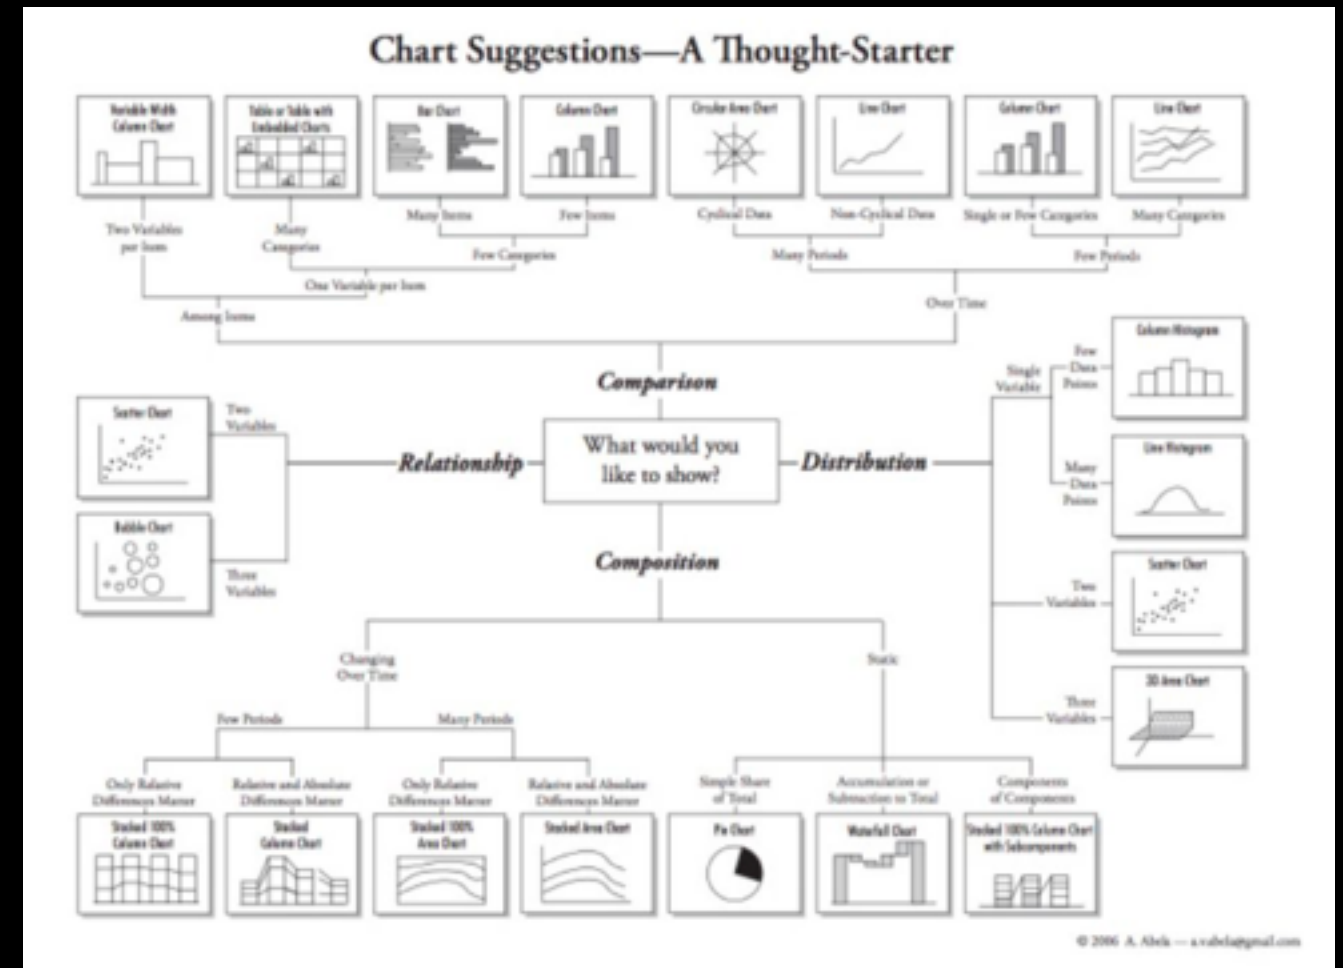 Chart Suggestions—A Thought-Starter
Variable Width
Column Chart
Table or Table with
Embedded Charts
Bar Chart
Column Chart
Circular Area Chart
Line Chart
Column Chart
Line Chart
Two Variables
per Item
Many
Categories
Many Items
Few Items
Cyclical Data
Non-Cyclical Data
Single or Few Categories
Many Categories
Few Categories
Many Periods
Few Periods
One Variable per Item
Among Items
Over Time
Comparison
What would you
like to show?
Relationship
Distribution
Composition
Scatter Chart
Two
Variables
Bubble Chart
Three
Variables
Single
Variable
Few
Data
Points
Column Histogram
Many
Data
Points
Line Histogram
Two
Variables
Scatter Chart
Three
Variables
3D Area Chart
Changing
Over Time
Static
Few Periods
Many Periods
Only Relative
Differences Matter
Relative and Absolute
Differences Matter
Only Relative
Differences Matter
Relative and Absolute
Differences Matter
Simple Share
of Total
Accumulation or
Subtraction to Total
Components
of Components
Stacked 100%
Column Chart
Stacked
Column Chart
Stacked 100%
Area Chart
Stacked Area Chart
Pie Chart
Waterfall Chart
Stacked 100% Column Chart
with Subcomponents
© 2006 A. Abela — a.v.abela@gmail.com